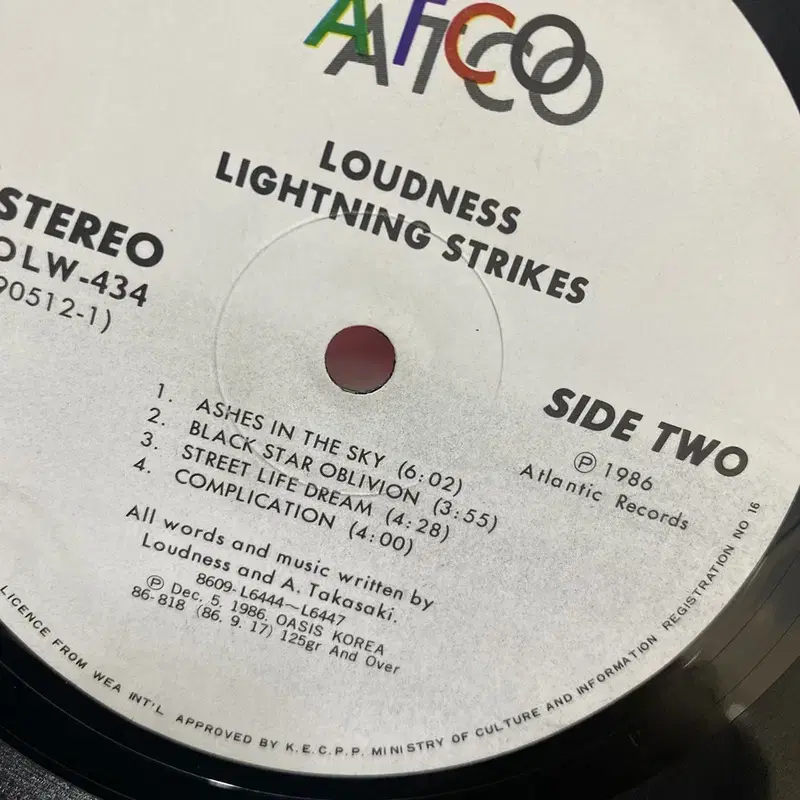 ATCO
LOUDNESS
LIGHTNING STRIKES
STEREO
OLW-434
90512-1)
SIDE TWO
Ⓟ 1986
Atlantic Records
1. ASHES IN THE SKY (6:02)
2. BLACK STAR OBLIVION (3:55)
3. STREET LIFE DREAM (4:28)
4. COMPLICATION (4:00)
All words and music written by
Loudness and A. Takasaki.
8609-L6444~L6447
Ⓟ Dec. 5. 1986, OASIS KOREA
86-818 (86. 9. 17) 125gr And Over
LICENCE FROM WEA INT'L APPROVED BY K.E.C.P.P. MINISTRY OF CULTURE AND INFORMATION REGISTRATION NO 16